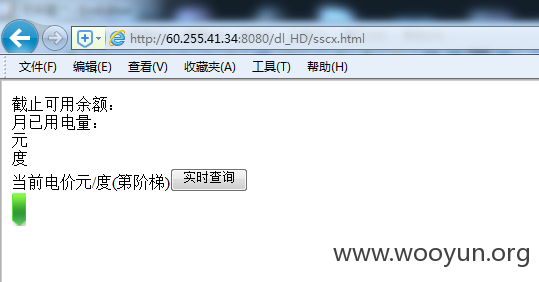 http://60.255.41.34:8080/dl_HD/sscx.html
文件(F) 编辑(E) 查看(V) 收藏夹(A) 工具(T) 帮助(H)
截止可用余额：
月已用电量：
元
度
当前电价元/度(第阶梯) 实时查询
www.wooyun.org